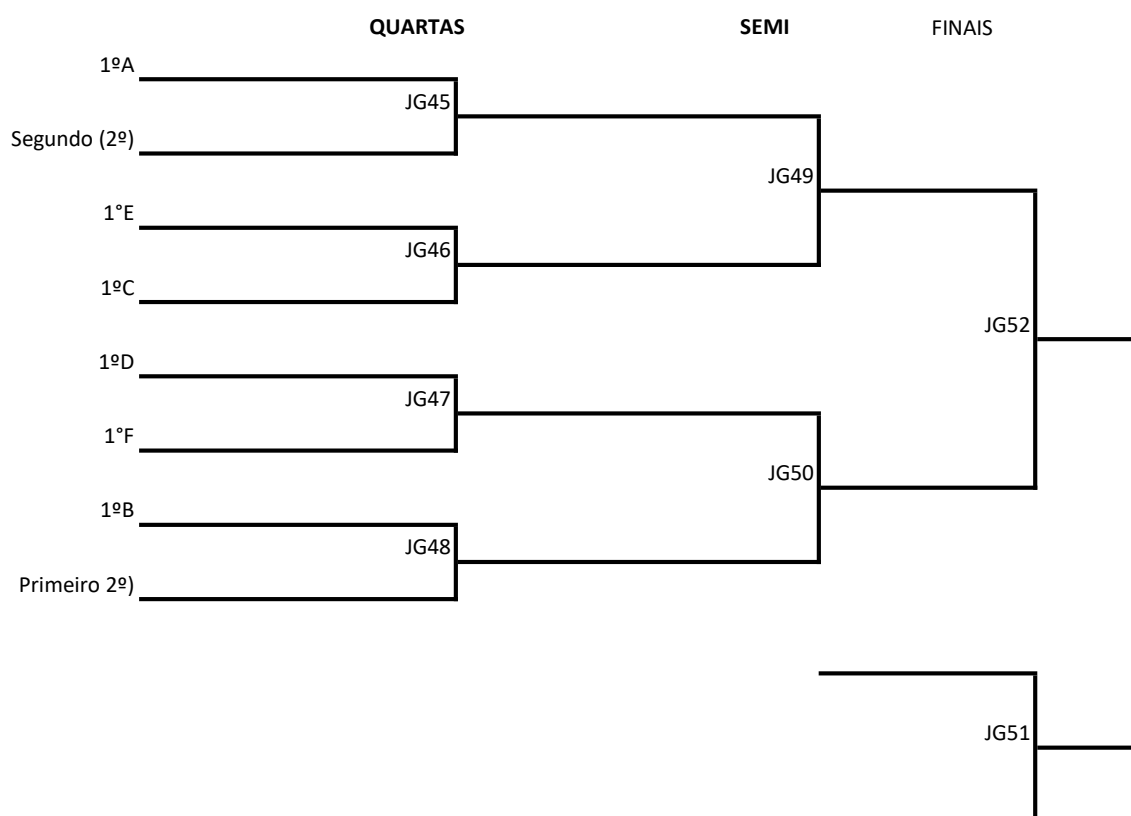 QUARTAS SEMI FINAIS
1ºA
JG45
Segundo (2º)
JG49
1°E
JG46
1ºC
JG52
1ºD
JG47
1°F
JG50
1ºB
JG48
Primeiro 2º)
JG51